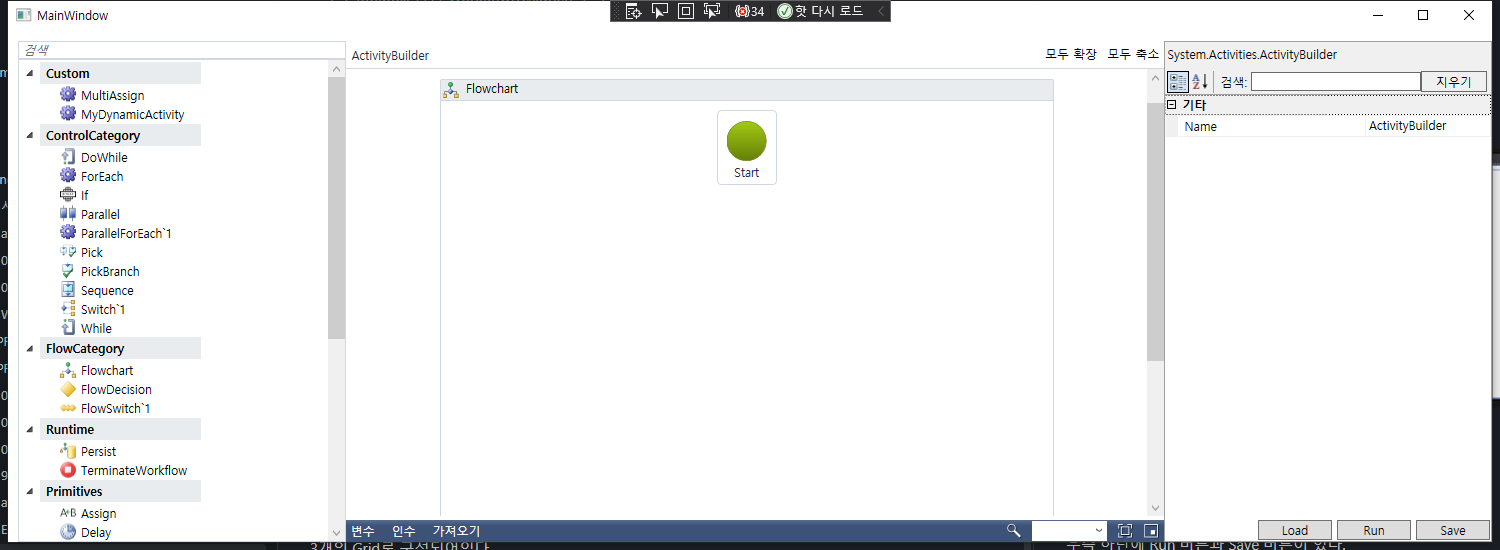 34 핫 다시 로드
MainWindow
검색
Custom
MultiAssign
MyDynamicActivity
ControlCategory
DoWhile
ForEach
If
Parallel
ParallelForEach`1
Pick
PickBranch
Sequence
Switch`1
While
FlowCategory
Flowchart
FlowDecision
FlowSwitch`1
Runtime
Persist
TerminateWorkflow
Primitives
Assign
Delay
ActivityBuilder
모두 확장 모두 축소
Flowchart
Start
변수 인수 가져오기
System.Activities.ActivityBuilder
검색: 지우기
기타
Name ActivityBuilder
Load Run Save